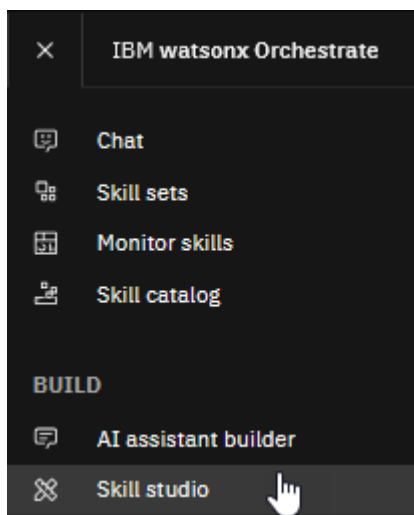 IBM watsonx Orchestrate
Chat
Skill sets
Monitor skills
Skill catalog
BUILD
AI assistant builder
Skill studio